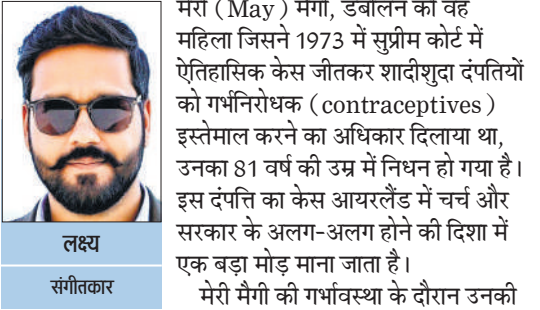 मेरी ( May ) मैगी, डबलिन की वह
महिला जिसने 1973 में सुप्रीम कोर्ट में
ऐतिहासिक केस जीतकर शादीशुदा दंपतियों
को गर्भनिरोधक ( contraceptives )
इस्तेमाल करने का अधिकार दिलाया था,
उनका 81 वर्ष की उम्र में निधन हो गया है।
इस दंपत्ति का केस आयरलैंड में चर्च और
सरकार के अलग-अलग होने की दिशा में
एक बड़ा मोड़ माना जाता है।
मेरी मैगी की गर्भावस्था के दौरान उनकी
लक्ष्य
संगीतकार